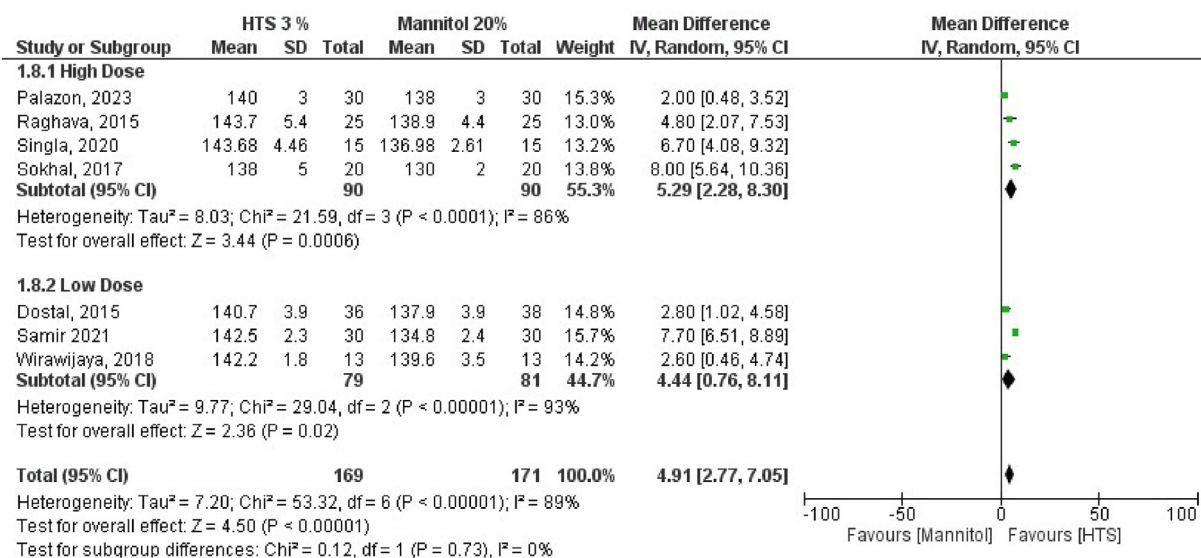 HTS 3 % Mannitol 20% Mean Difference Mean Difference
Study or Subgroup Mean SD Total Mean SD Total Weight IV, Random, 95% CI IV, Random, 95% CI
1.8.1 High Dose
Palazon, 2023 140 3 30 138 3 30 15.3% 2.00 [0.48, 3.52]
Raghava, 2015 143.7 5.4 25 138.9 4.4 25 13.0% 4.80 [2.07, 7.53]
Singla, 2020 143.68 4.46 15 136.98 2.61 15 13.2% 6.70 [4.08, 9.32]
Sokhal, 2017 138 5 20 130 2 20 13.8% 8.00 [5.64, 10.36]
Subtotal (95% CI) 90 90 55.3% 5.29 [2.28, 8.30]
Heterogeneity: Tau² = 8.03; Chi² = 21.59, df = 3 (P < 0.0001); I² = 86%
Test for overall effect: Z = 3.44 (P = 0.0006)
1.8.2 Low Dose
Dostal, 2015 140.7 3.9 36 137.9 3.9 38 14.8% 2.80 [1.02, 4.58]
Samir 2021 142.5 2.3 30 134.8 2.4 30 15.7% 7.70 [6.51, 8.89]
Wirawijaya, 2018 142.2 1.8 13 139.6 3.5 13 14.2% 2.60 [0.46, 4.74]
Subtotal (95% CI) 79 81 44.7% 4.44 [0.76, 8.11]
Heterogeneity: Tau² = 9.77; Chi² = 29.04, df = 2 (P < 0.00001); I² = 93%
Test for overall effect: Z = 2.36 (P = 0.02)
Total (95% CI) 169 171 100.0% 4.91 [2.77, 7.05]
Heterogeneity: Tau² = 7.20; Chi² = 53.32, df = 6 (P < 0.00001); I² = 89%
Test for overall effect: Z = 4.50 (P < 0.00001)
Test for subgroup differences: Chi² = 0.12, df = 1 (P = 0.73), I² = 0%
-100 -50 0 50 100
Favours [Mannitol] Favours [HTS]